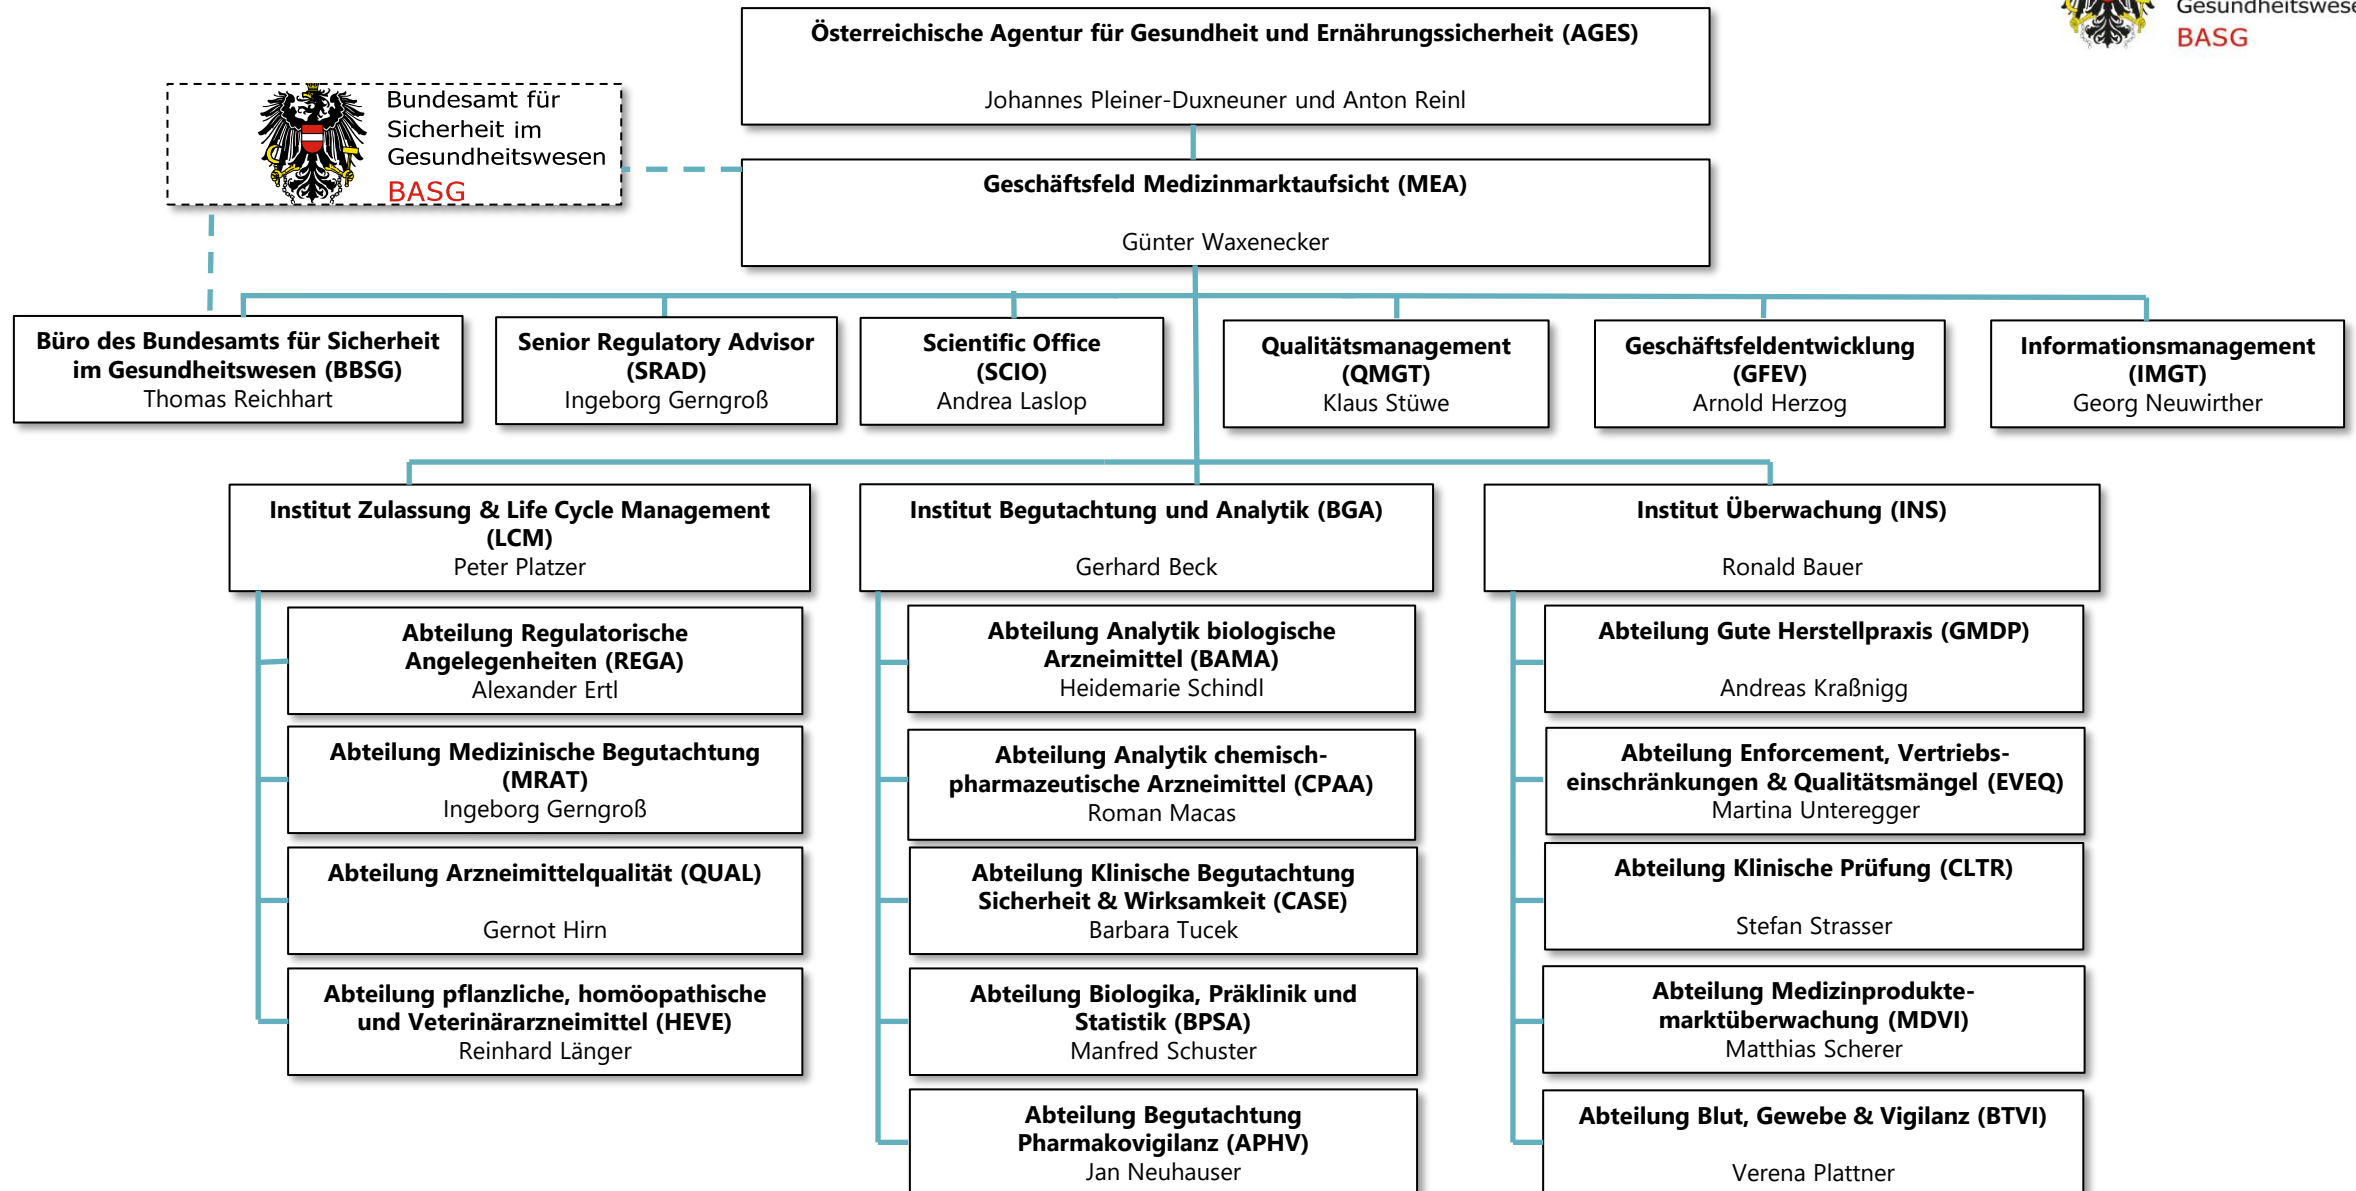 Gesundheitswese
BASG
Österreichische Agentur für Gesundheit und Ernährungssicherheit (AGES)
Johannes Pleiner-Duxneuner und Anton Reinl
Bundesamt für
Sicherheit im
Gesundheitswesen
BASG
Geschäftsfeld Medizinmarktaufsicht (MEA)
Günter Waxenecker
Büro des Bundesamts für Sicherheit
im Gesundheitswesen (BBSG)
Thomas Reichhart
Senior Regulatory Advisor
(SRAD)
Ingeborg Gerngroß
Scientific Office
(SCIO)
Andrea Laslop
Qualitätsmanagement
(QMGT)
Klaus Stüwe
Geschäftsfeldentwicklung
(GFEV)
Arnold Herzog
Informationsmanagement
(IMGT)
Georg Neuwirther
Institut Zulassung & Life Cycle Management
(LCM)
Peter Platzer
Abteilung Regulatorische
Angelegenheiten (REGA)
Alexander Ertl
Abteilung Medizinische Begutachtung
(MRAT)
Ingeborg Gerngroß
Abteilung Arzneimittelqualität (QUAL)
Gernot Hirn
Abteilung pflanzliche, homöopathische
und Veterinärarzneimittel (HEVE)
Reinhard Länger
Institut Begutachtung und Analytik (BGA)
Gerhard Beck
Abteilung Analytik biologische
Arzneimittel (BAMA)
Heidemarie Schindl
Abteilung Analytik chemisch-
pharmazeutische Arzneimittel (CPAA)
Roman Macas
Abteilung Klinische Begutachtung
Sicherheit & Wirksamkeit (CASE)
Barbara Tucek
Abteilung Biologika, Präklinik und
Statistik (BPSA)
Manfred Schuster
Abteilung Begutachtung
Pharmakovigilanz (APHV)
Jan Neuhauser
Institut Überwachung (INS)
Ronald Bauer
Abteilung Gute Herstellpraxis (GMDP)
Andreas Kraßnigg
Abteilung Enforcement, Vertriebs-
einschränkungen & Qualitätsmängel (EVEQ)
Martina Unteregger
Abteilung Klinische Prüfung (CLTR)
Stefan Strasser
Abteilung Medizinprodukte-
marktüberwachung (MDVI)
Matthias Scherer
Abteilung Blut, Gewebe & Vigilanz (BTVI)
Verena Plattner